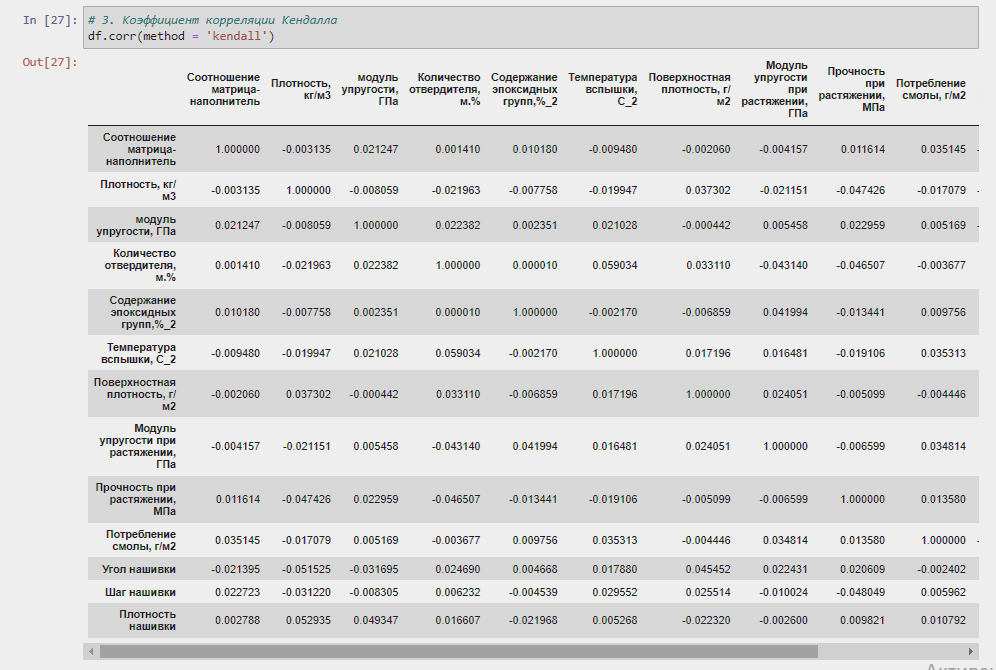 In [27]: # 3. Коэффициент корреляции Кендалла
df.corr(method = 'kendall')
Out[27]:
Соотношение матрица-наполнитель Плотность, кг/м3 модуль упругости, ГПа Количество отвердителя, м.% Содержание эпоксидных групп,%_2 Температура вспышки, С_2 Поверхностная плотность, г/м2 Модуль упругости при растяжении, ГПа Прочность при растяжении, МПа Потребление смолы, г/м2
Соотношение матрица-наполнитель 1.000000 -0.003135 0.021247 0.001410 0.010180 -0.009480 -0.002060 -0.004157 0.011614 0.035145 -
Плотность, кг/м3 -0.003135 1.000000 -0.008059 -0.021963 -0.007758 -0.019947 0.037302 -0.021151 -0.047426 -0.017079 -
модуль упругости, ГПа 0.021247 -0.008059 1.000000 0.022382 0.002351 0.021028 -0.000442 0.005458 0.022959 0.005169 -
Количество отвердителя, м.% 0.001410 -0.021963 0.022382 1.000000 0.000010 0.059034 0.033110 -0.043140 -0.046507 -0.003677
Содержание эпоксидных групп,%_2 0.010180 -0.007758 0.002351 0.000010 1.000000 -0.002170 -0.006859 0.041994 -0.013441 0.009756
Температура вспышки, С_2 -0.009480 -0.019947 0.021028 0.059034 -0.002170 1.000000 0.017196 0.016481 -0.019106 0.035313
Поверхностная плотность, г/м2 -0.002060 0.037302 -0.000442 0.033110 -0.006859 0.017196 1.000000 0.024051 -0.005099 -0.004446
Модуль упругости при растяжении, ГПа -0.004157 -0.021151 0.005458 -0.043140 0.041994 0.016481 0.024051 1.000000 -0.006599 0.034814
Прочность при растяжении, МПа 0.011614 -0.047426 0.022959 -0.046507 -0.013441 -0.019106 -0.005099 -0.006599 1.000000 0.013580
Потребление смолы, г/м2 0.035145 -0.017079 0.005169 -0.003677 0.009756 0.035313 -0.004446 0.034814 0.013580 1.000000 -
Угол нашивки -0.021395 -0.051525 -0.031695 0.024690 0.004668 0.017880 0.045452 0.022431 0.020609 -0.002402
Шаг нашивки 0.022723 -0.031220 -0.008305 0.006232 -0.004539 0.029552 0.025514 -0.010024 -0.048049 0.005962
Плотность нашивки 0.002788 0.052935 0.049347 0.016607 -0.021968 0.005268 -0.022320 -0.002600 0.009821 0.010792